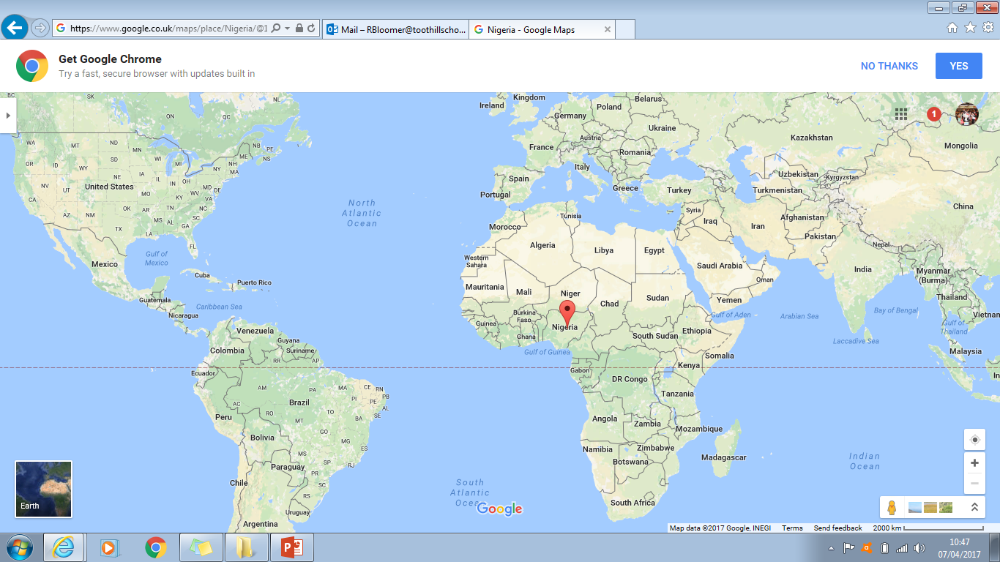 https://www.google.co.uk/maps/place/Nigeria/@1
Mail – RBloomer@toothillscho...
Nigeria - Google Maps
Get Google Chrome
Try a fast, secure browser with updates built in
NO THANKS
YES
BC
SK
NL
ON
QC
WA
MT
ND
MN
NB
PE
NS
ME
OR
ID
SD
WI
MI
WY
NY
NH
MA
NE
IA
IL
IN
OH
PA
NV
UT
United States
MO
KY
WV
MD
DE
VA
CA
AZ
NM
OK
AR
TN
NC
SC
MS
AL
GA
TX
LA
FL
Gulf of
Mexico
Mexico
Cuba
Puerto Rico
Guatemala
Caribbean Sea
Nicaragua
North
Atlantic
Ocean
Kingdom
Ireland
Belarus
Poland
Germany
Ukraine
Austria
France
Romania
Kazakhstan
Mongolia
Italy
Spain
Portugal
Greece
Turkey
Uzbekistan
Kyrgyzstan
Turkmenistan
China
Tunisia
Syria
Iraq
Iran
Afghanistan
Pakistan
Nepal
Morocco
Algeria
Libya
Egypt
Western
Sahara
Saudi Arabia
Oman
India
Myanmar
(Burma)
Mauritania
Mali
Niger
Chad
Sudan
Yemen
Thailand
Vietnam
Burkina
Faso
Guinea
Ghana
Nigeria
Gulf of Aden
Arabian Sea
Bay of Bengal
Gulf of
Thailand
Laccadive Sea
South Sudan
Ethiopia
Somalia
Malaysia
Gulf of Guinea
Venezuela
Guyana
Suriname
Colombia
RR
AP
Ecuador
Gabon
DR Congo
Kenya
In
AM
PA
MA
CE
RN
PB
PI
PE
AL
SE
AC
RO
TO
BA
MT
Brazil
Peru
GO
MG
ES
Bolivia
MS
SP
RJ
Paraguay
PR
SC
RS
Chile
Uruguay
Argentina
Tanzania
Angola
Zambia
Mozambique
Namibia
Zimbabwe
Botswana
Madagascar
South Africa
South
Atlantic
Ocean
Indian
Ocean
1
Earth
Google
Map data ©2017 Google, INEGI
Terms
Send feedback
2000 km
10:47
07/04/2017